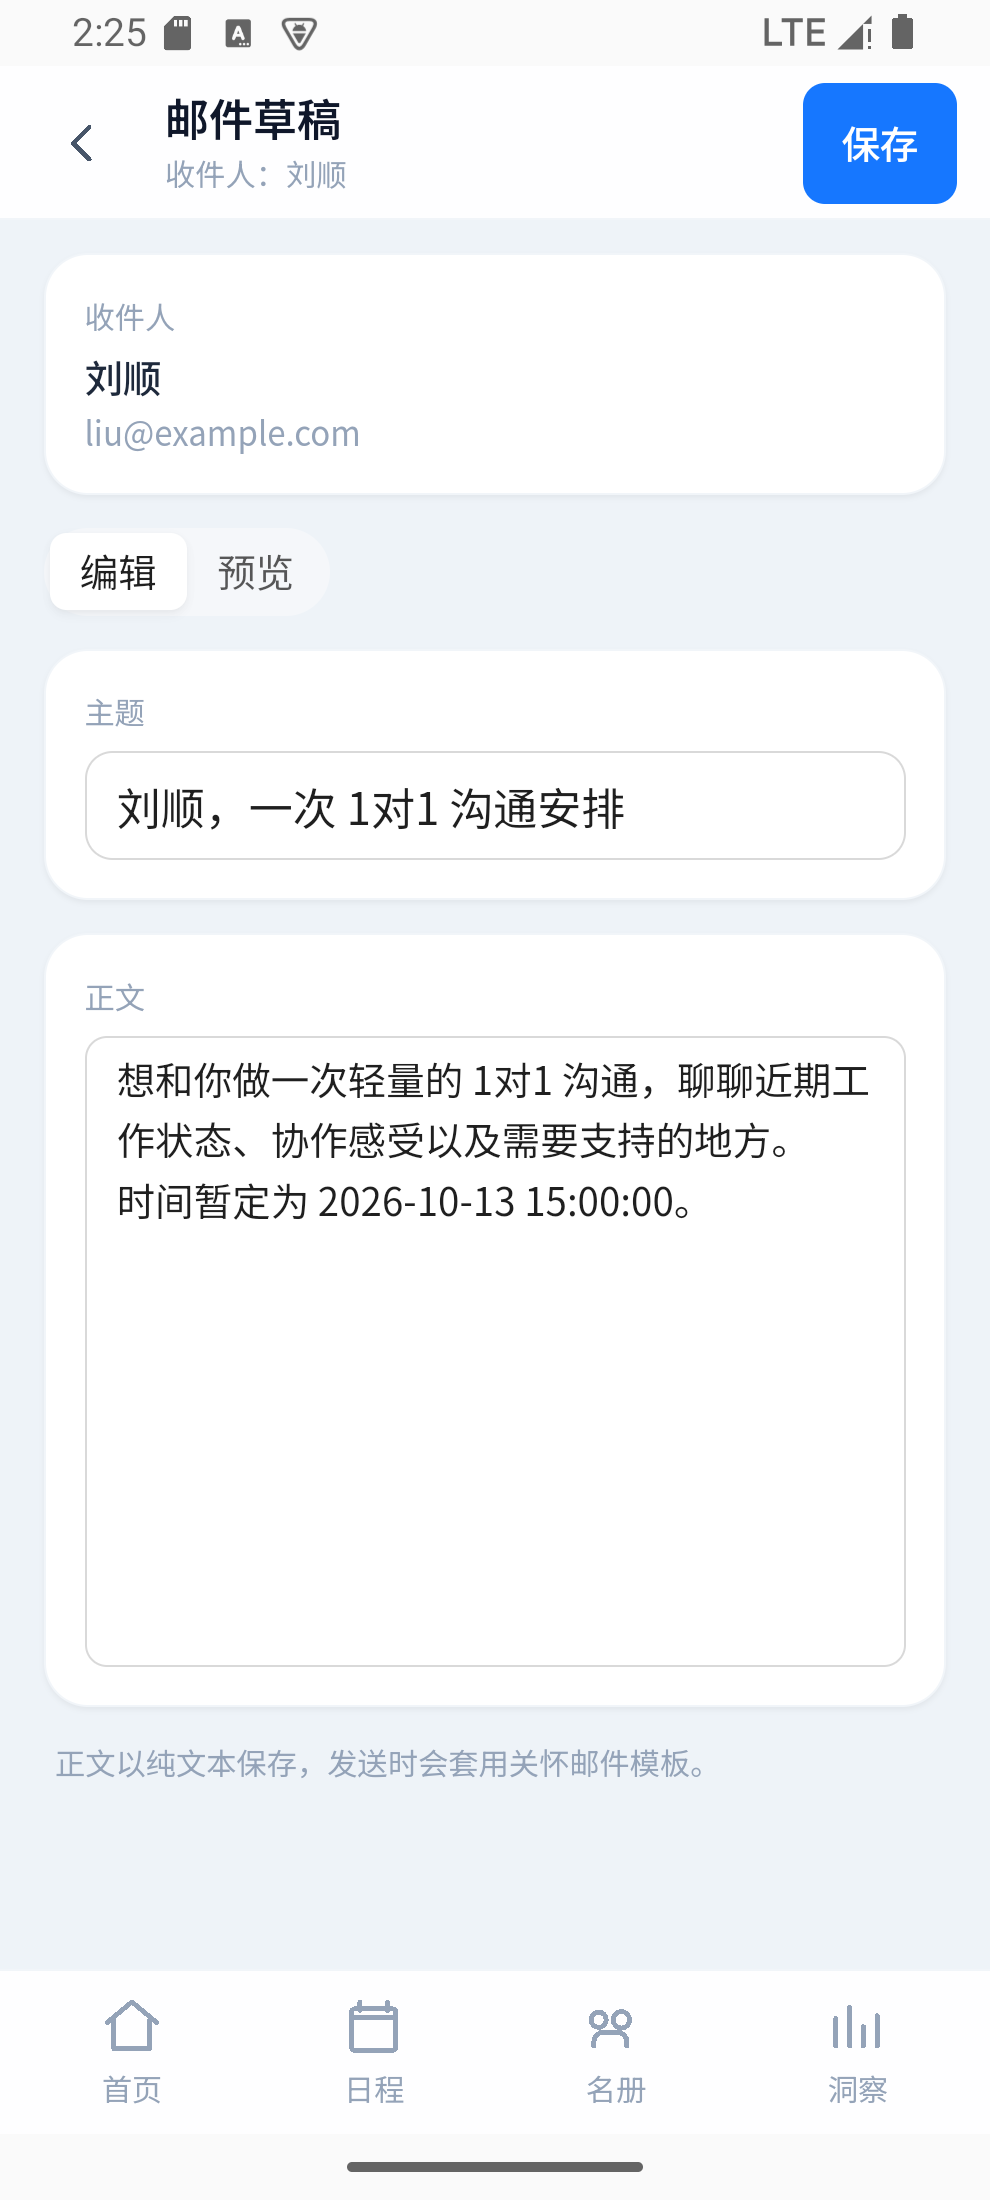 2:25
LTE
邮件草稿
收件人：刘顺
保存
收件人
刘顺
liu@example.com
编辑
预览
主题
刘顺，一次 1对1 沟通安排
正文
想和你做一次轻量的 1对1 沟通，聊聊近期工
作状态、协作感受以及需要支持的地方。
时间暂定为 2026-10-13 15:00:00。
正文以纯文本保存，发送时会套用关怀邮件模板。
首页
日程
名册
洞察